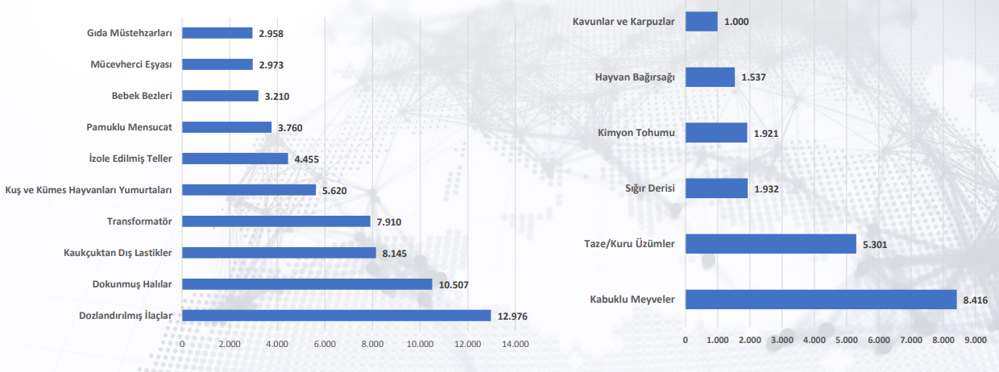 Gıda Müstehzarları 2.958
Mücevherci Eşyası 2.973
Bebek Bezleri 3.210
Pamuklu Mensucat 3.760
İzole Edilmiş Teller 4.455
Kuş ve Kümes Hayvanları Yumurtaları 5.620
Transformatör 7.910
Kaukçuktan Dış Lastikler 8.145
Dokunmuş Halılar 10.507
Dozlandırılmış İlaçlar 12.976
0 2.000 4.000 6.000 8.000 10.000 12.000 14.000
Kavunlar ve Karpuzlar 1.000
Hayvan Bağırsağı 1.537
Kimyon Tohumu 1.921
Sığır Derisi 1.932
Taze/Kuru Üzümler 5.301
Kabuklu Meyveler 8.416
0 1.000 2.000 3.000 4.000 5.000 6.000 7.000 8.000 9.000